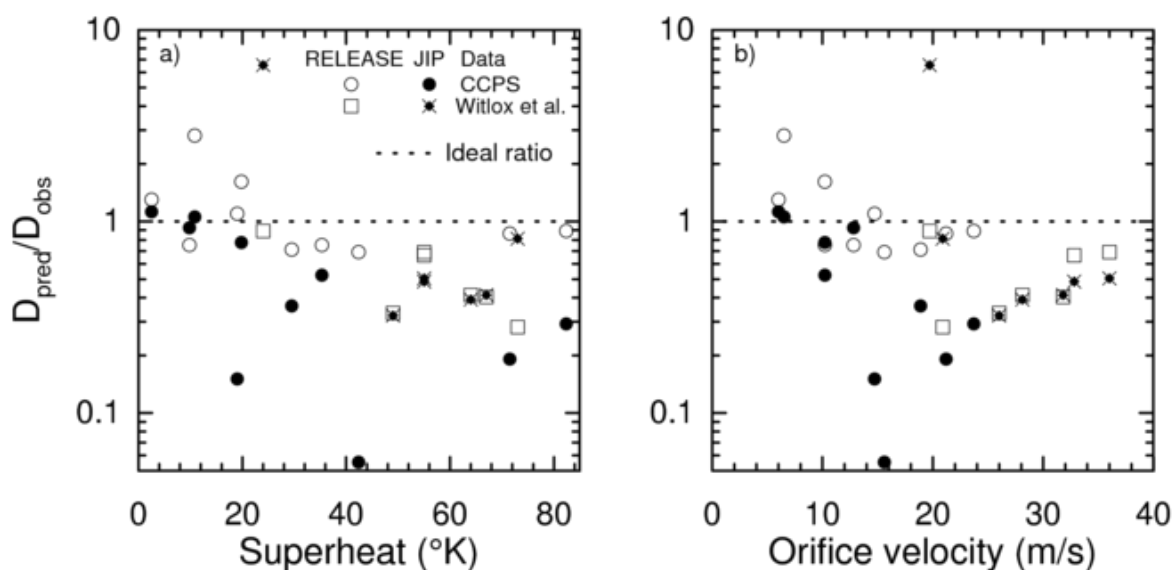 10
a)
RELEASE JIP Data
CCPS
Witlox et al.
Ideal ratio
1
0.1
D_pred/D_obs
0 20 40 60 80
Superheat (°K)
b)
10
1
0.1
0 10 20 30 40
Orifice velocity (m/s)